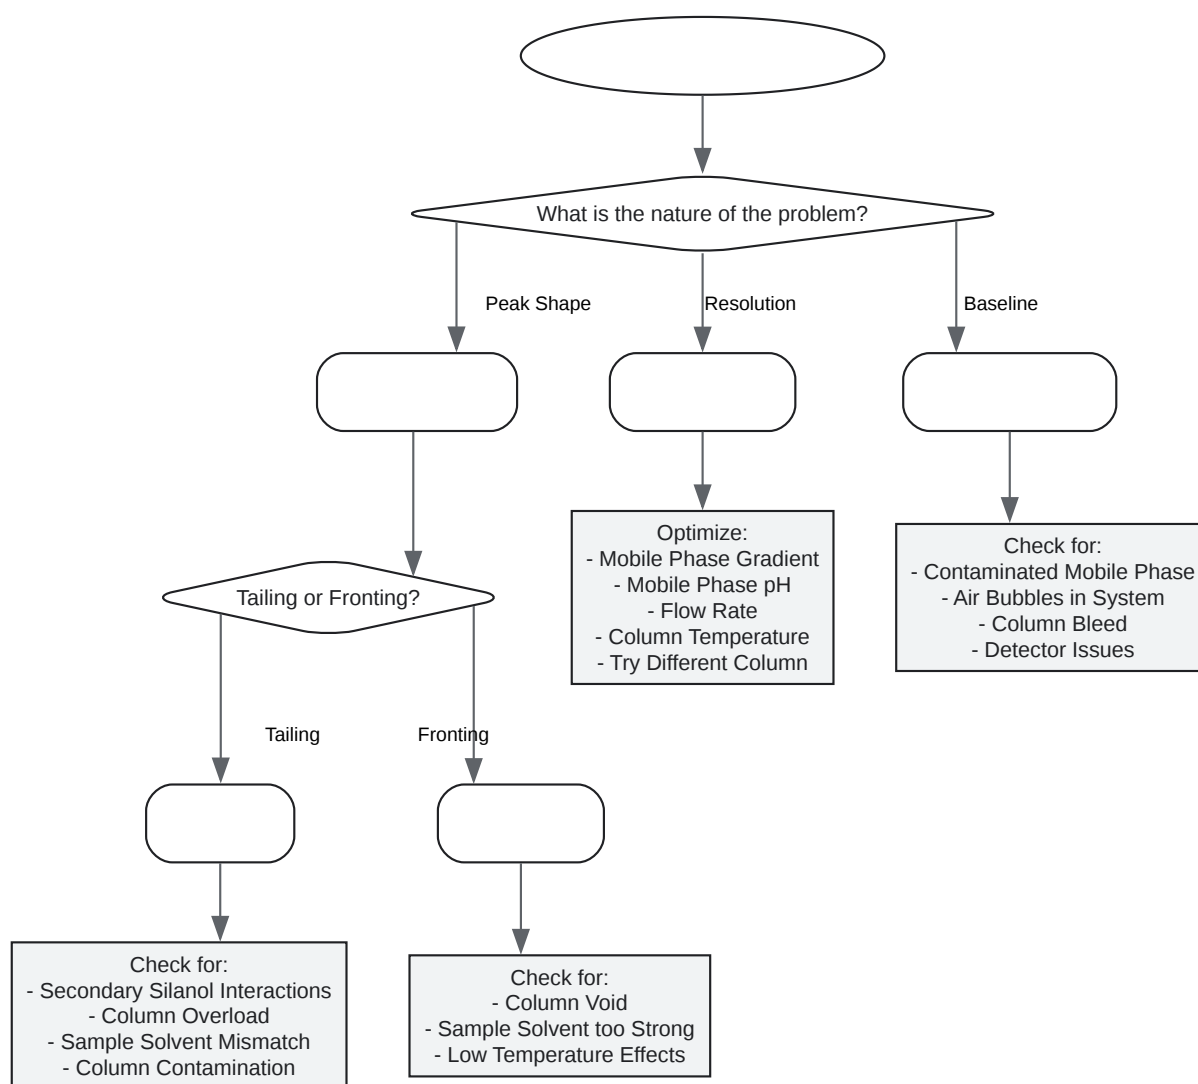 What is the nature of the problem?
Peak Shape
Resolution
Baseline
Optimize:
- Mobile Phase Gradient
- Mobile Phase pH
- Flow Rate
- Column Temperature
- Try Different Column
Check for:
- Contaminated Mobile Phase
- Air Bubbles in System
- Column Bleed
- Detector Issues
Tailing or Fronting?
Tailing
Fronting
Check for:
- Secondary Silanol Interactions
- Column Overload
- Sample Solvent Mismatch
- Column Contamination
Check for:
- Column Void
- Sample Solvent too Strong
- Low Temperature Effects